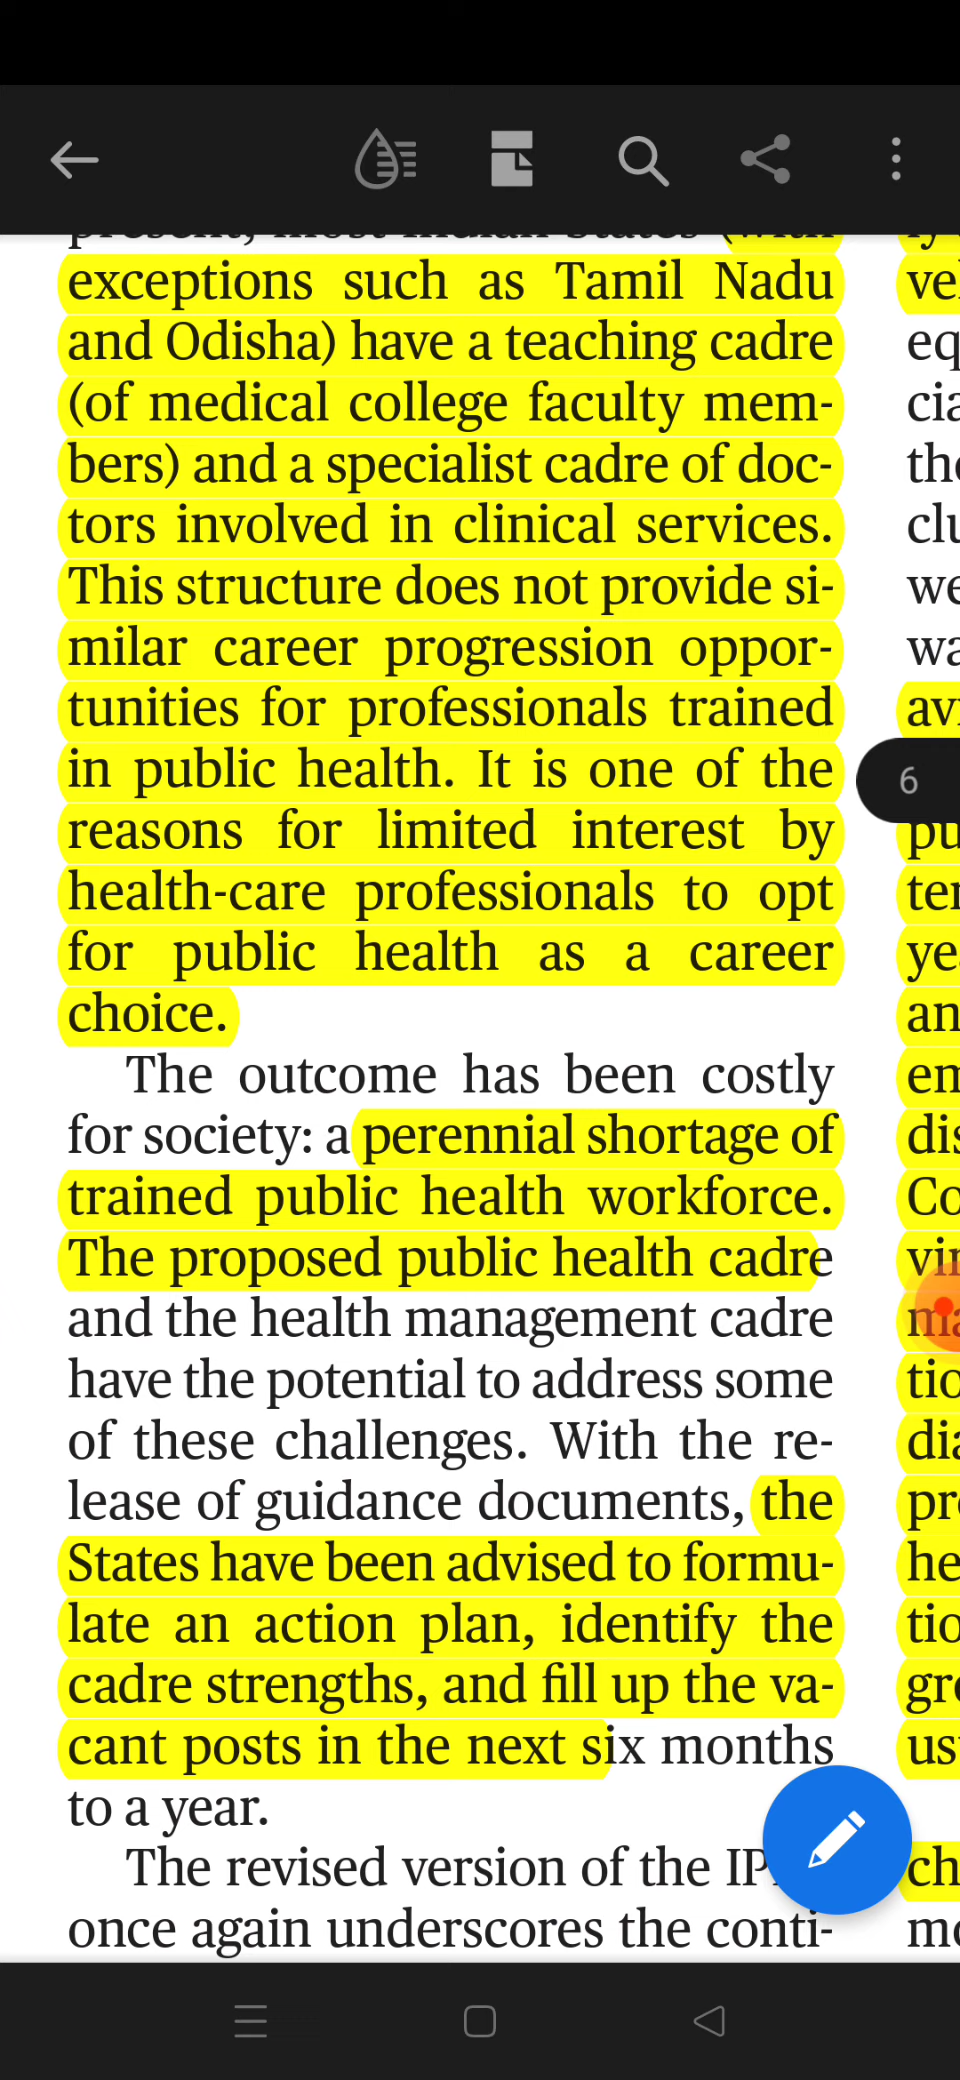 present, most Indian States (with
exceptions such as Tamil Nadu
and Odisha) have a teaching cadre
(of medical college faculty mem-
bers) and a specialist cadre of doc-
tors involved in clinical services.
This structure does not provide si-
milar career progression oppor-
tunities for professionals trained
in public health. It is one of the
reasons for limited interest by
health-care professionals to opt
for public health as a career
choice.
The outcome has been costly
for society: a perennial shortage of
trained public health workforce.
The proposed public health cadre
and the health management cadre
have the potential to address some
of these challenges. With the re-
lease of guidance documents, the
States have been advised to formu-
late an action plan, identify the
cadre strengths, and fill up the va-
cant posts in the next six months
to a year.
The revised version of the
once again underscores the conti-
6